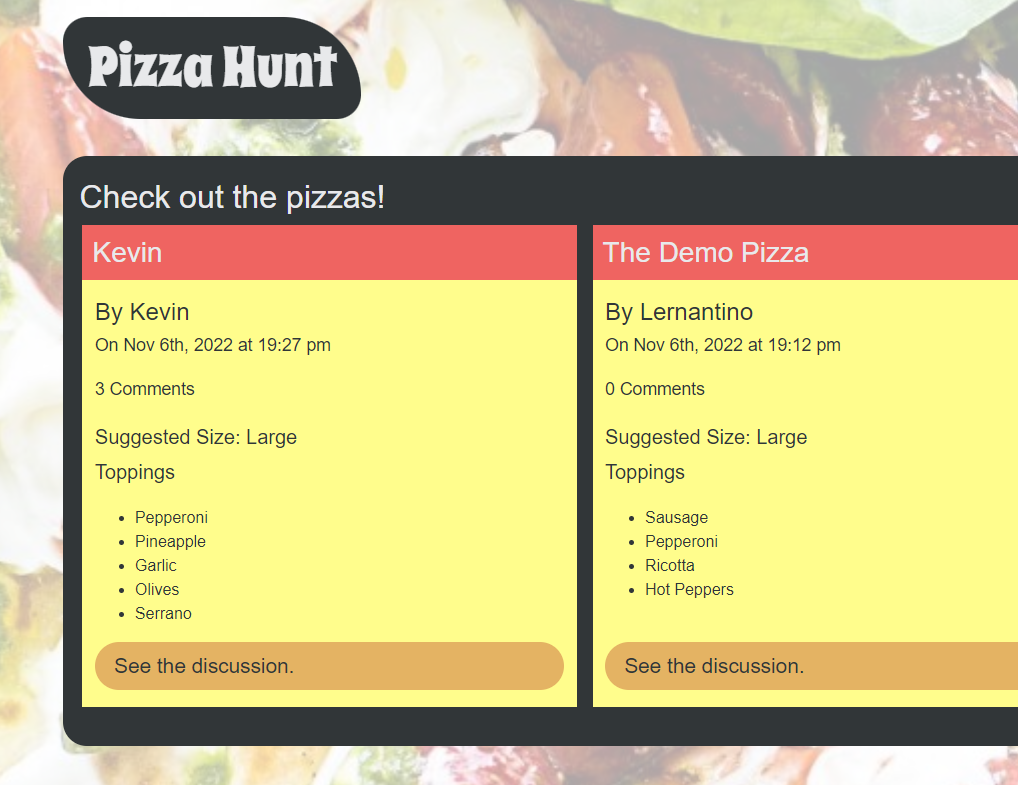 Pizza Hunt
Check out the pizzas!
Kevin
By Kevin
On Nov 6th, 2022 at 19:27 pm
3 Comments
Suggested Size: Large
Toppings
Pepperoni
Pineapple
Garlic
Olives
Serrano
See the discussion.
The Demo Pizza
By Lernantino
On Nov 6th, 2022 at 19:12 pm
0 Comments
Suggested Size: Large
Toppings
Sausage
Pepperoni
Ricotta
Hot Peppers
See the discussion.